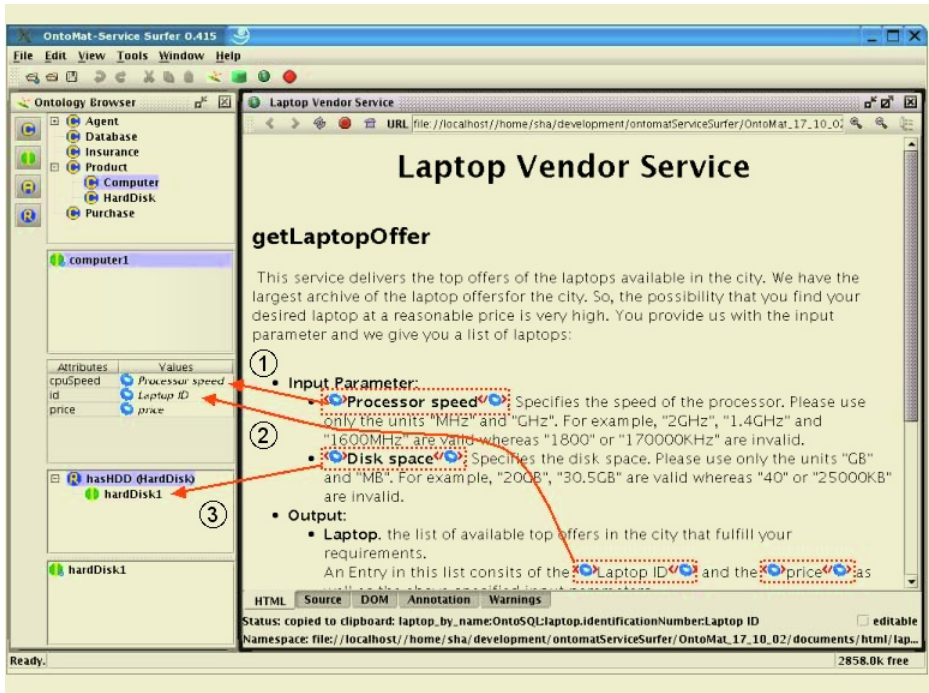 OntoMat-Service Surfer 0.415
File Edit View Tools Window Help
Ontology Browser
Agent
Database
Insurance
Product
Computer
HardDisk
Purchase
computer1
Attributes Values
cpuSpeed Processor speed
id Laptop ID
price price
hasHDD (HardDisk)
hardDisk1
hardDisk1
Laptop Vendor Service
URL file://localhost//home/sha/development/ontomatServiceSurfer/OntoMat_17_10_02
Laptop Vendor Service
getLaptopOffer
This service delivers the top offers of the laptops available in the city. We have the
largest archive of the laptop offersfor the city. So, the possibility that you find your
desired laptop at a reasonable price is very high. You provide us with the input
parameter and we give you a list of laptops:
1
• Input Parameter:
• Processor speed: Specifies the speed of the processor. Please use
only the units "MHz" and "GHz". For example, "2GHz", "1.4GHz" and
2
"1600MHz" are valid whereas "1800" or "170000KHz" are invalid.
• Disk space: Specifies the disk space. Please use only the units "GB"
and "MB". For example, "20GB", "30.5GB" are valid whereas "40" or "25000KB"
are invalid.
3
• Output:
• Laptop, the list of available top offers in the city that fulfill your
requirements.
An Entry in this list consits of the Laptop ID and the price as
well as the above specified input parameters.
HTML Source DOM Annotation Warnings
Status: copied to clipboard: laptop_by_name:OntoSQL:laptop.identificationNumber:Laptop ID editable
Namespace: file://localhost//home/sha/development/ontomatServiceSurfer/OntoMat_17_10_02/documents/html/lap...
Ready. 2858.0k free